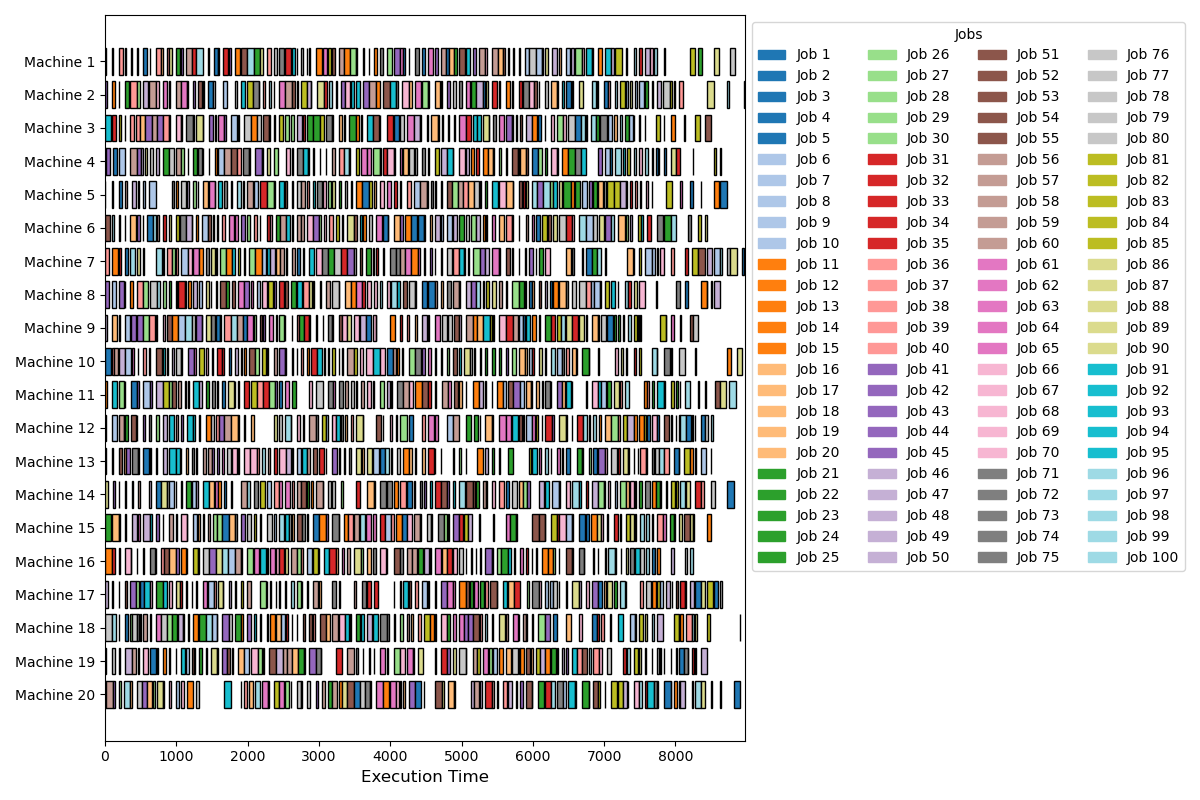 Machine 1
Machine 2
Machine 3
Machine 4
Machine 5
Machine 6
Machine 7
Machine 8
Machine 9
Machine 10
Machine 11
Machine 12
Machine 13
Machine 14
Machine 15
Machine 16
Machine 17
Machine 18
Machine 19
Machine 20
0 1000 2000 3000 4000 5000 6000 7000 8000
Execution Time
Jobs
Job 1 Job 26 Job 51 Job 76
Job 2 Job 27 Job 52 Job 77
Job 3 Job 28 Job 53 Job 78
Job 4 Job 29 Job 54 Job 79
Job 5 Job 30 Job 55 Job 80
Job 6 Job 31 Job 56 Job 81
Job 7 Job 32 Job 57 Job 82
Job 8 Job 33 Job 58 Job 83
Job 9 Job 34 Job 59 Job 84
Job 10 Job 35 Job 60 Job 85
Job 11 Job 36 Job 61 Job 86
Job 12 Job 37 Job 62 Job 87
Job 13 Job 38 Job 63 Job 88
Job 14 Job 39 Job 64 Job 89
Job 15 Job 40 Job 65 Job 90
Job 16 Job 41 Job 66 Job 91
Job 17 Job 42 Job 67 Job 92
Job 18 Job 43 Job 68 Job 93
Job 19 Job 44 Job 69 Job 94
Job 20 Job 45 Job 70 Job 95
Job 21 Job 46 Job 71 Job 96
Job 22 Job 47 Job 72 Job 97
Job 23 Job 48 Job 73 Job 98
Job 24 Job 49 Job 74 Job 99
Job 25 Job 50 Job 75 Job 100